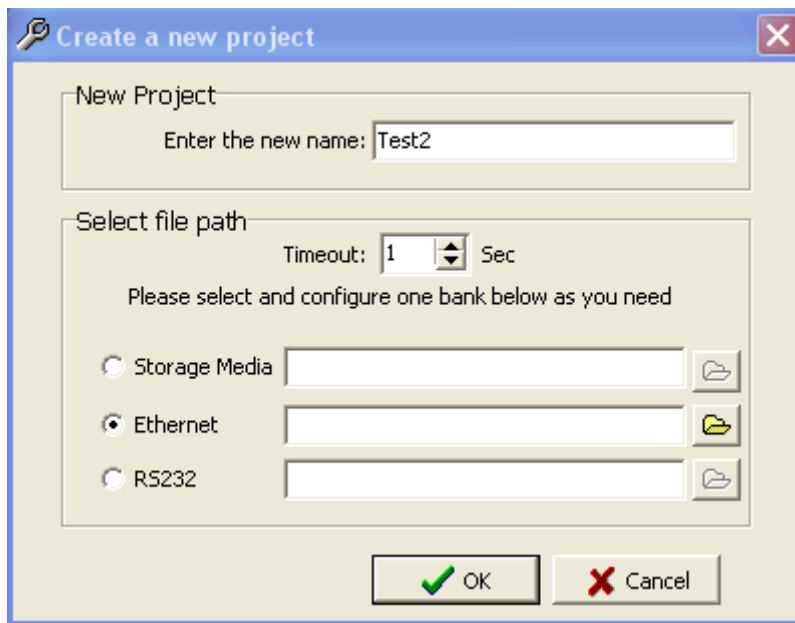 Create a new project
New Project
Enter the new name: Test2
Select file path
Timeout: 1 Sec
Please select and configure one bank below as you need
Storage Media
Ethernet
RS232
OK Cancel